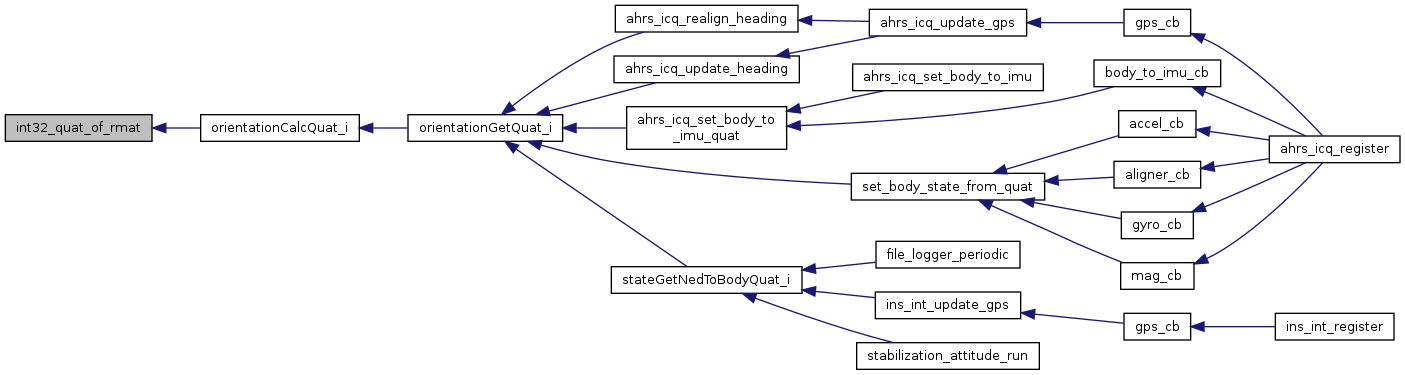 int32_quat_of_rmat
orientationCalcQuat_i
orientationGetQuat_i
ahrs_icq_realign_heading
ahrs_icq_update_gps
gps_cb
ahrs_icq_update_heading
ahrs_icq_set_body_to_imu
body_to_imu_cb
ahrs_icq_set_body_to
_imu_quat
accel_cb
ahrs_icq_register
aligner_cb
set_body_state_from_quat
gyro_cb
mag_cb
file_logger_periodic
stateGetNedToBodyQuat_i
ins_int_update_gps
gps_cb
ins_int_register
stabilization_attitude_run